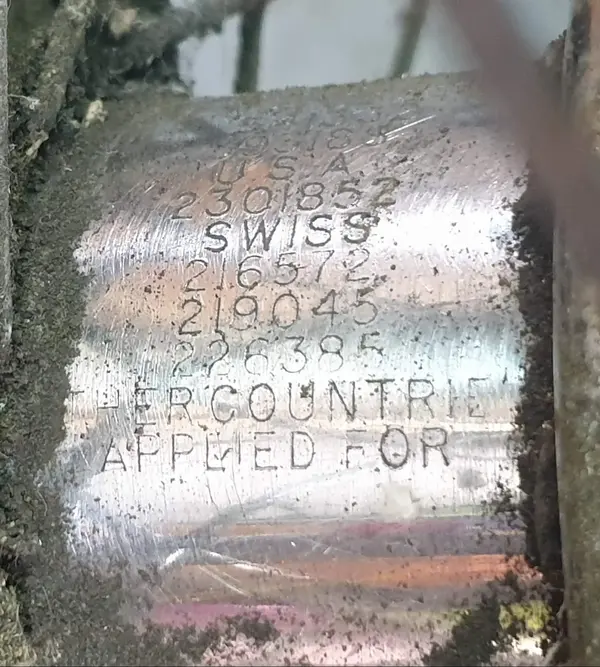 U S A
2301852
SWISS
216572
219045
226385
THER COUNTRIE
APPLIED FOR